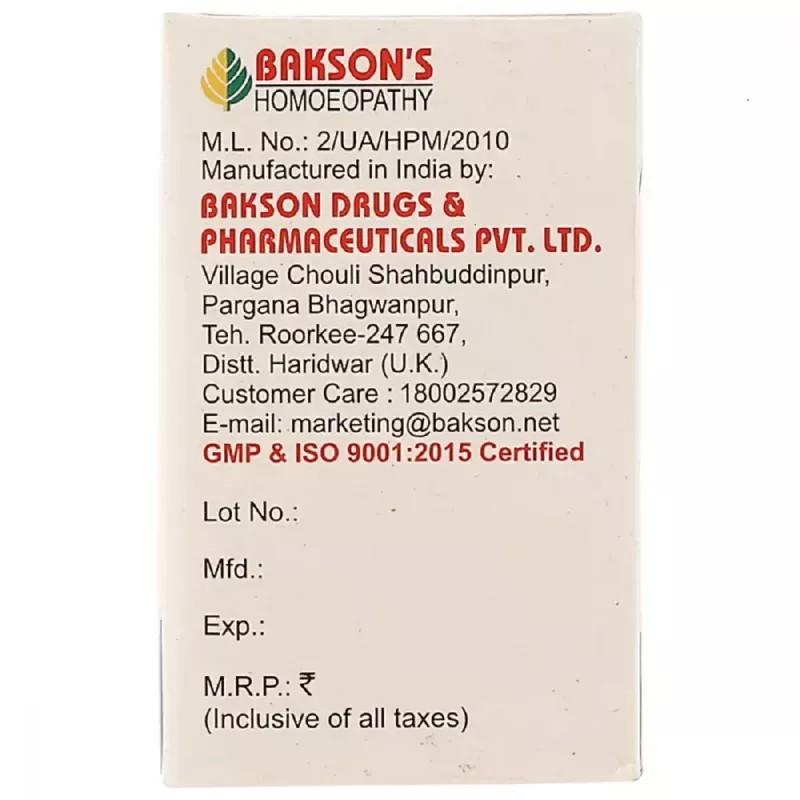 BAKSON'S
HOMOEOPATHY
M.L. No.: 2/UA/HPM/2010
Manufactured in India by:
BAKSON DRUGS &
PHARMACEUTICALS PVT. LTD.
Village Chouli Shahbuddinpur,
Pargana Bhagwanpur,
Teh. Roorkee-247 667,
Distt. Haridwar (U.K.)
Customer Care : 18002572829
E-mail: marketing@bakson.net
GMP & ISO 9001:2015 Certified
Lot No.:
Mfd.:
Exp.:
M.R.P.: ₹
(Inclusive of all taxes)